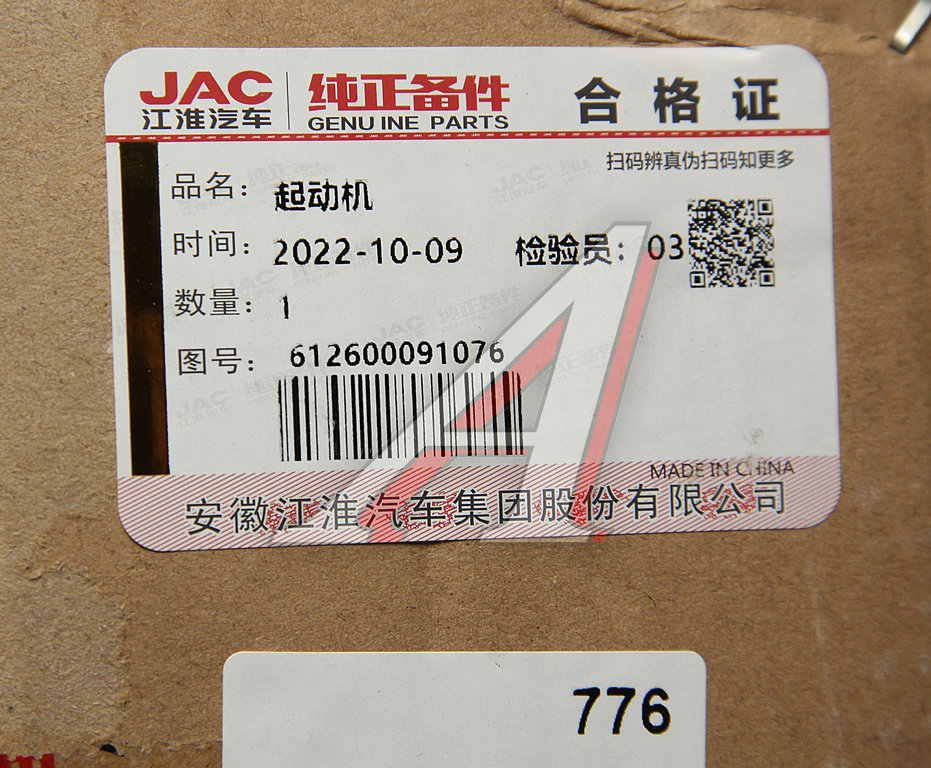 JAC 纯正备件 合格证
江淮汽车 GENUINE PARTS
扫码辨真伪扫码知更多
品名: 起动机
时间: 2022-10-09 检验员: 03
数量: 1
图号: 612600091076
MADE IN CHINA
安徽江淮汽车集团股份有限公司
776